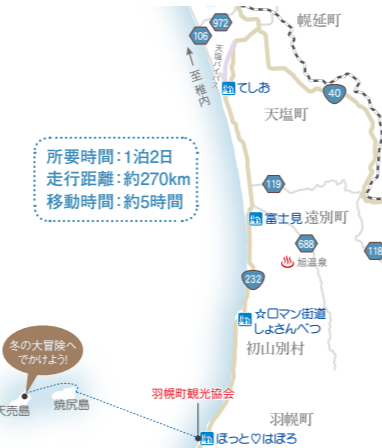 972
幌延町
106
天塩バイパス
至稚内
てしお
40
天塩町
所要時間:1泊2日
走行距離:約270km
移動時間:約5時間
119
富士見
遠別町
688
118
旭温泉
232
☆ロマン街道
しょさんべつ
初山別村
冬の大冒険へ
でかけよう!
天売島
焼尻島
羽幌町観光協会
羽幌町
ほっと♡はぼろ